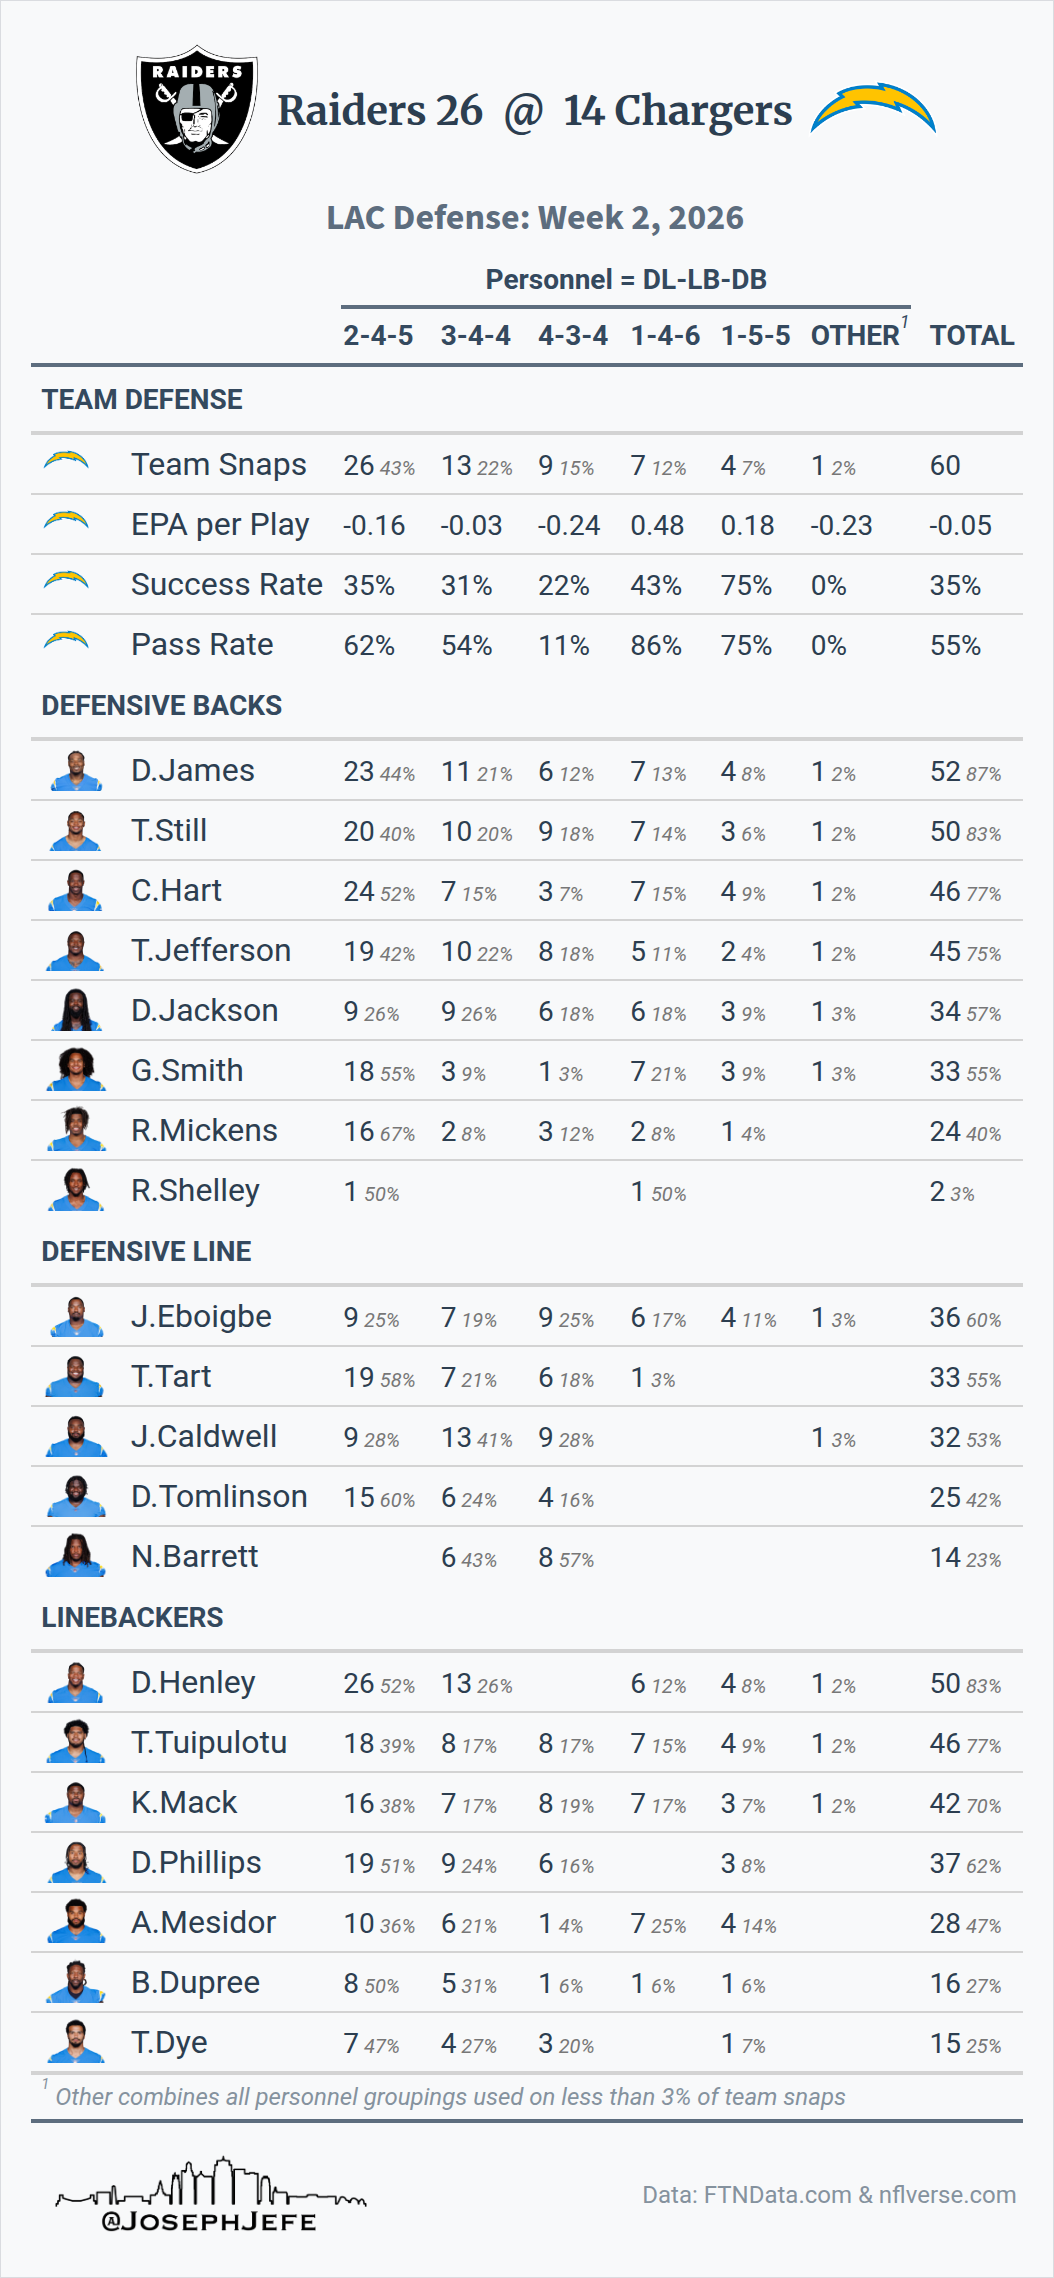 RAIDERS
Raiders 26 @ 14 Chargers
LAC Defense: Week 2, 2026
Personnel = DL-LB-DB
2-4-5 3-4-4 4-3-4 1-4-6 1-5-5 OTHER1 TOTAL
TEAM DEFENSE
Team Snaps 26 43% 13 22% 9 15% 7 12% 4 7% 1 2% 60
EPA per Play -0.16 -0.03 -0.24 0.48 0.18 -0.23 -0.05
Success Rate 35% 31% 22% 43% 75% 0% 35%
Pass Rate 62% 54% 11% 86% 75% 0% 55%
DEFENSIVE BACKS
D.James 23 44% 11 21% 6 12% 7 13% 4 8% 1 2% 52 87%
T.Still 20 40% 10 20% 9 18% 7 14% 3 6% 1 2% 50 83%
C.Hart 24 52% 7 15% 3 7% 7 15% 4 9% 1 2% 46 77%
T.Jefferson 19 42% 10 22% 8 18% 5 11% 2 4% 1 2% 45 75%
D.Jackson 9 26% 9 26% 6 18% 6 18% 3 9% 1 3% 34 57%
G.Smith 18 55% 3 9% 1 3% 7 21% 3 9% 1 3% 33 55%
R.Mickens 16 67% 2 8% 3 12% 2 8% 1 4% 24 40%
R.Shelley 1 50% 1 50% 2 3%
DEFENSIVE LINE
J.Eboigbe 9 25% 7 19% 9 25% 6 17% 4 11% 1 3% 36 60%
T.Tart 19 58% 7 21% 6 18% 1 3% 33 55%
J.Caldwell 9 28% 13 41% 9 28% 1 3% 32 53%
D.Tomlinson 15 60% 6 24% 4 16% 25 42%
N.Barrett 6 43% 8 57% 14 23%
LINEBACKERS
D.Henley 26 52% 13 26% 6 12% 4 8% 1 2% 50 83%
T.Tuipulotu 18 39% 8 17% 8 17% 7 15% 4 9% 1 2% 46 77%
K.Mack 16 38% 7 17% 8 19% 7 17% 3 7% 1 2% 42 70%
D.Phillips 19 51% 9 24% 6 16% 3 8% 37 62%
A.Mesidor 10 36% 6 21% 1 4% 7 25% 4 14% 28 47%
B.Dupree 8 50% 5 31% 1 6% 1 6% 1 6% 16 27%
T.Dye 7 47% 4 27% 3 20% 1 7% 15 25%
1 Other combines all personnel groupings used on less than 3% of team snaps
@JOSEPHJEFE
Data: FTNData.com & nflverse.com